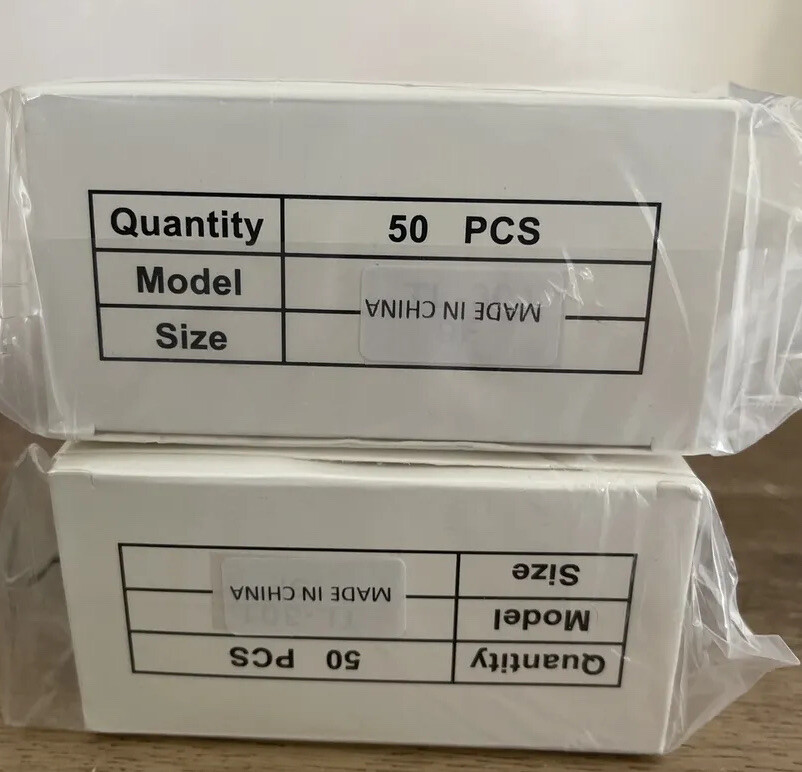 Quantity 50 PCS
Model
MADE IN CHINA
Size
Size
MADE IN CHINA
Model
Quantity 50 PCS